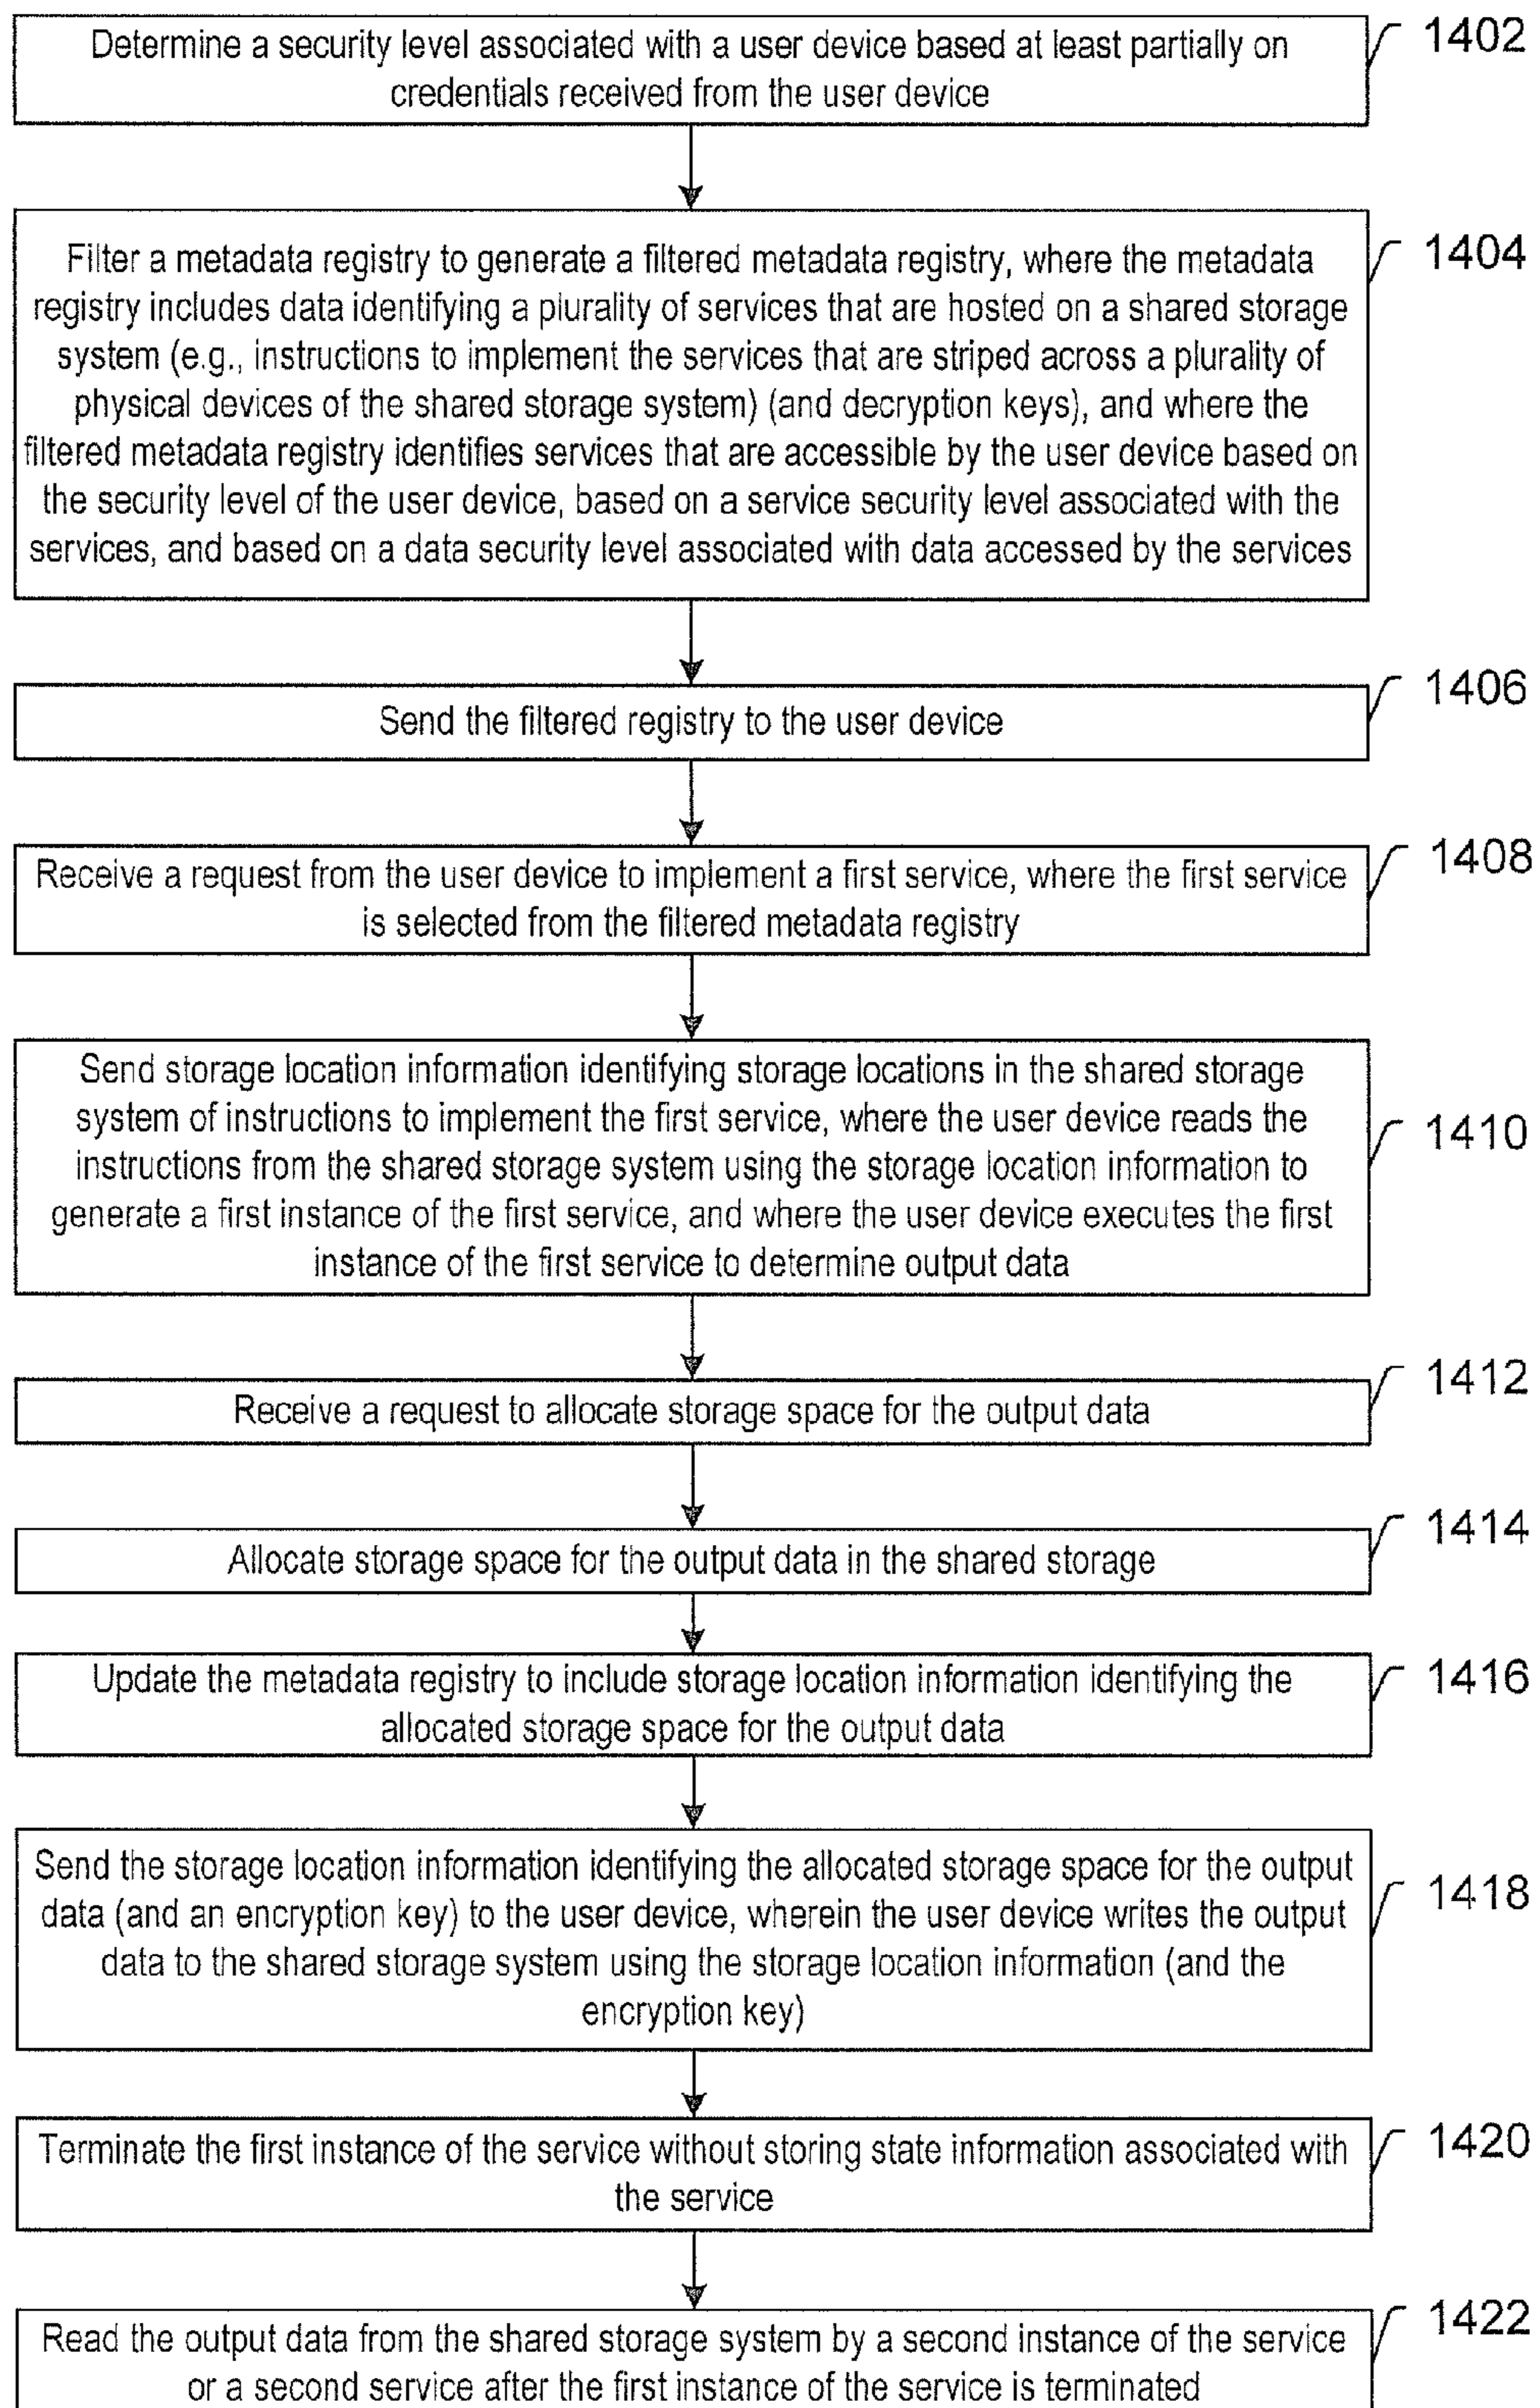 Determine a security level associated with a user device based at least partially on
credentials received from the user device
1402
Filter a metadata registry to generate a filtered metadata registry, where the metadata
registry includes data identifying a plurality of services that are hosted on a shared storage
system (e.g., instructions to implement the services that are striped across a plurality of
physical devices of the shared storage system) (and decryption keys), and where the
filtered metadata registry identifies services that are accessible by the user device based on
the security level of the user device, based on a service security level associated with the
services, and based on a data security level associated with data accessed by the services
1404
Send the filtered registry to the user device
1406
Receive a request from the user device to implement a first service, where the first service
is selected from the filtered metadata registry
1408
Send storage location information identifying storage locations in the shared storage
system of instructions to implement the first service, where the user device reads the
instructions from the shared storage system using the storage location information to
generate a first instance of the first service, and where the user device executes the first
instance of the first service to determine output data
1410
Receive a request to allocate storage space for the output data
1412
Allocate storage space for the output data in the shared storage
1414
Update the metadata registry to include storage location information identifying the
allocated storage space for the output data
1416
Send the storage location information identifying the allocated storage space for the output
data (and an encryption key) to the user device, wherein the user device writes the output
data to the shared storage system using the storage location information (and the
encryption key)
1418
Terminate the first instance of the service without storing state information associated with
the service
1420
Read the output data from the shared storage system by a second instance of the service
or a second service after the first instance of the service is terminated
1422